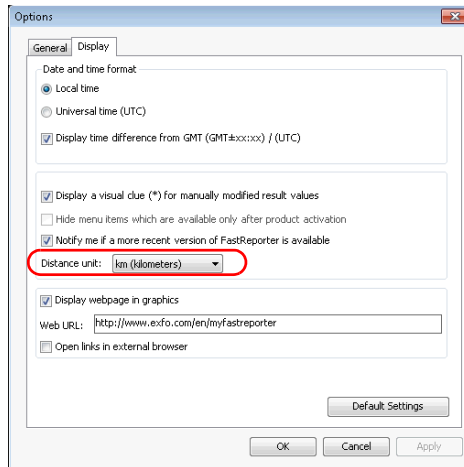 Options
General Display
Date and time format
Local time
Universal time (UTC)
Display time difference from GMT (GMT±xx:xx) / (UTC)
Display a visual clue (*) for manually modified result values
Hide menu items which are available only after product activation
Notify me if a more recent version of FastReporter is available
Distance unit: km (kilometers)
Display webpage in graphics
Web URL: http://www.exfo.com/en/myfastreporter
Open links in external browser
Default Settings
OK Cancel Apply